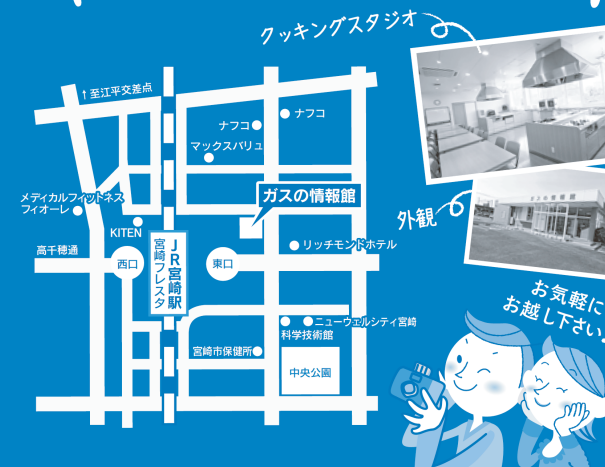 クッキングスタジオ
↑至江平交差点
ナフコ
ナフコ
マックスバリュ
メディカルフィットネス
フィオーレ
ガスの情報館
ガスの情報館
外観
KITEN
高千穂通
西口
JR宮崎駅
宮崎フレスタ
東口
リッチモンドホテル
お気軽に
お越し下さい。
ニューウェルシティ宮崎
科学技術館
宮崎市保健所
中央公園